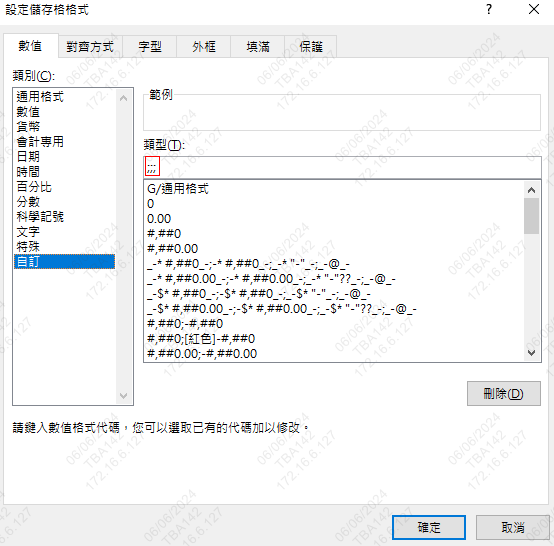 設定儲存格格式
? ×
數值 對齊方式 字型 外框 填滿 保護
類別(C):
通用格式
數值
貨幣
會計專用
日期
時間
百分比
分數
科學記號
文字
特殊
自訂
範例
類型(T):
;;;
G/通用格式
0
0.00
#,##0
#,##0.00
_-* #,##0_-;-* #,##0_-;_-* "-"_-;_-@_-
_-* #,##0.00_-;-* #,##0.00_-;_-* "-"??_-;_-@_-
_-$* #,##0_-;-$* #,##0_-;_-$* "-"_-;_-@_-
_-$* #,##0.00_-;-$* #,##0.00_-;_-$* "-"??_-;_-@_-
#,##0;-#,##0
#,##0;[紅色]-#,##0
#,##0.00;-#,##0.00
刪除(D)
請鍵入數值格式代碼，您可以選取已有的代碼加以修改。
確定 取消
06/06/2024
TBA142
172.16.6.127